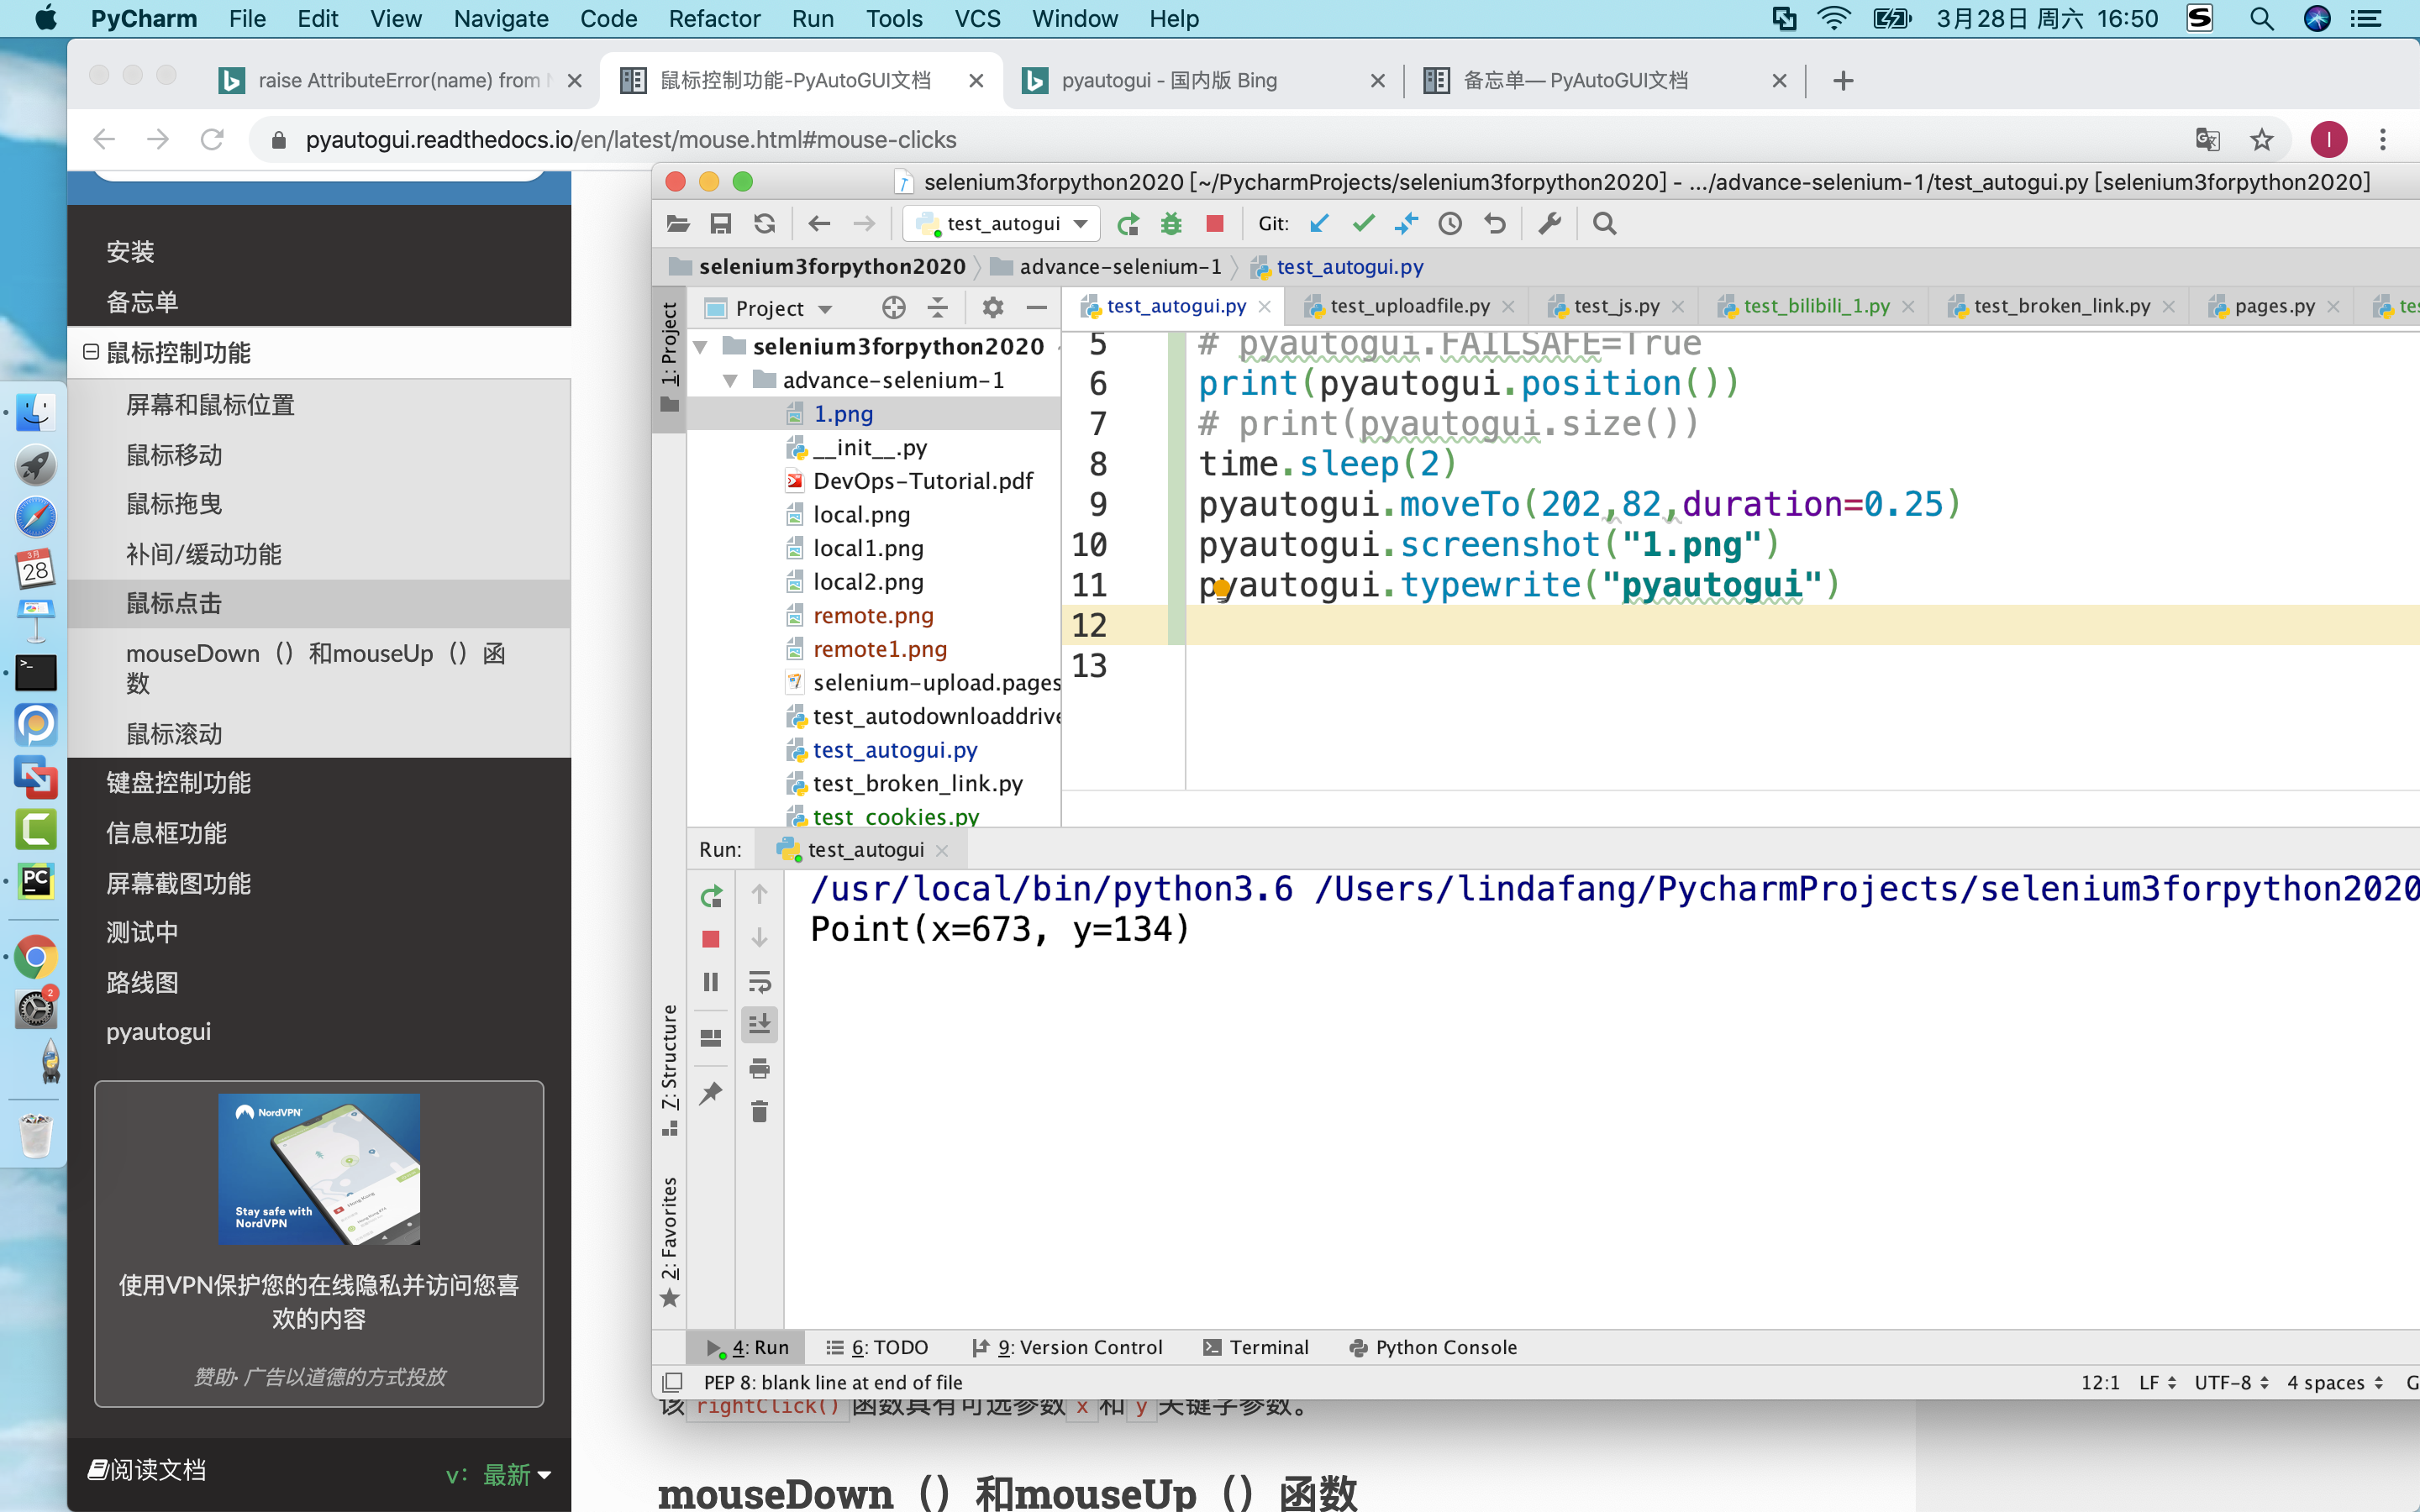 PyCharm File Edit View Navigate Code Refactor Run Tools VCS Window Help 3月28日 周六 16:50
raise AttributeError(name) from 鼠标控制功能-PyAutoGUI文档 pyautogui - 国内版 Bing 备忘单— PyAutoGUI文档
pyautogui.readthedocs.io/en/latest/mouse.html#mouse-clicks
安装
备忘单
鼠标控制功能
屏幕和鼠标位置
鼠标移动
鼠标拖曳
补间/缓动功能
鼠标点击
mouseDown（）和mouseUp（）函
数
鼠标滚动
键盘控制功能
信息框功能
屏幕截图功能
测试中
路线图
pyautogui
NordVPN
Stay safe with
NordVPN
使用VPN保护您的在线隐私并访问您喜
欢的内容
赞助· 广告以道德的方式投放
阅读文档 v： 最新
selenium3forpython2020 [~/PycharmProjects/selenium3forpython2020] - .../advance-selenium-1/test_autogui.py [selenium3forpython2020]
test_autogui Git:
selenium3forpython2020 advance-selenium-1 test_autogui.py
1: Project
Project
test_autogui.py test_uploadfile.py test_js.py test_bilibili_1.py test_broken_link.py pages.py
selenium3forpython2020
advance-selenium-1
1.png
__init__.py
DevOps-Tutorial.pdf
local.png
local1.png
local2.png
remote.png
remote1.png
selenium-upload.pages
test_autodownloaddrive
test_autogui.py
test_broken_link.py
test_cookies.py
5 # pyautogui.FAILSAFE=True
6 print(pyautogui.position())
7 # print(pyautogui.size())
8 time.sleep(2)
9 pyautogui.moveTo(202,82,duration=0.25)
10 pyautogui.screenshot("1.png")
11 pyautogui.typewrite("pyautogui")
12
13
Run: test_autogui
/usr/local/bin/python3.6 /Users/lindafang/PycharmProjects/selenium3forpython2020
Point(x=673, y=134)
7: Structure
2: Favorites
4: Run 6: TODO 9: Version Control Terminal Python Console
PEP 8: blank line at end of file 12:1 LF UTF-8 4 spaces
该 rightClick() 函数具有可选参数 x 和 y 关键字参数。
mouseDown（）和mouseUp（）函数